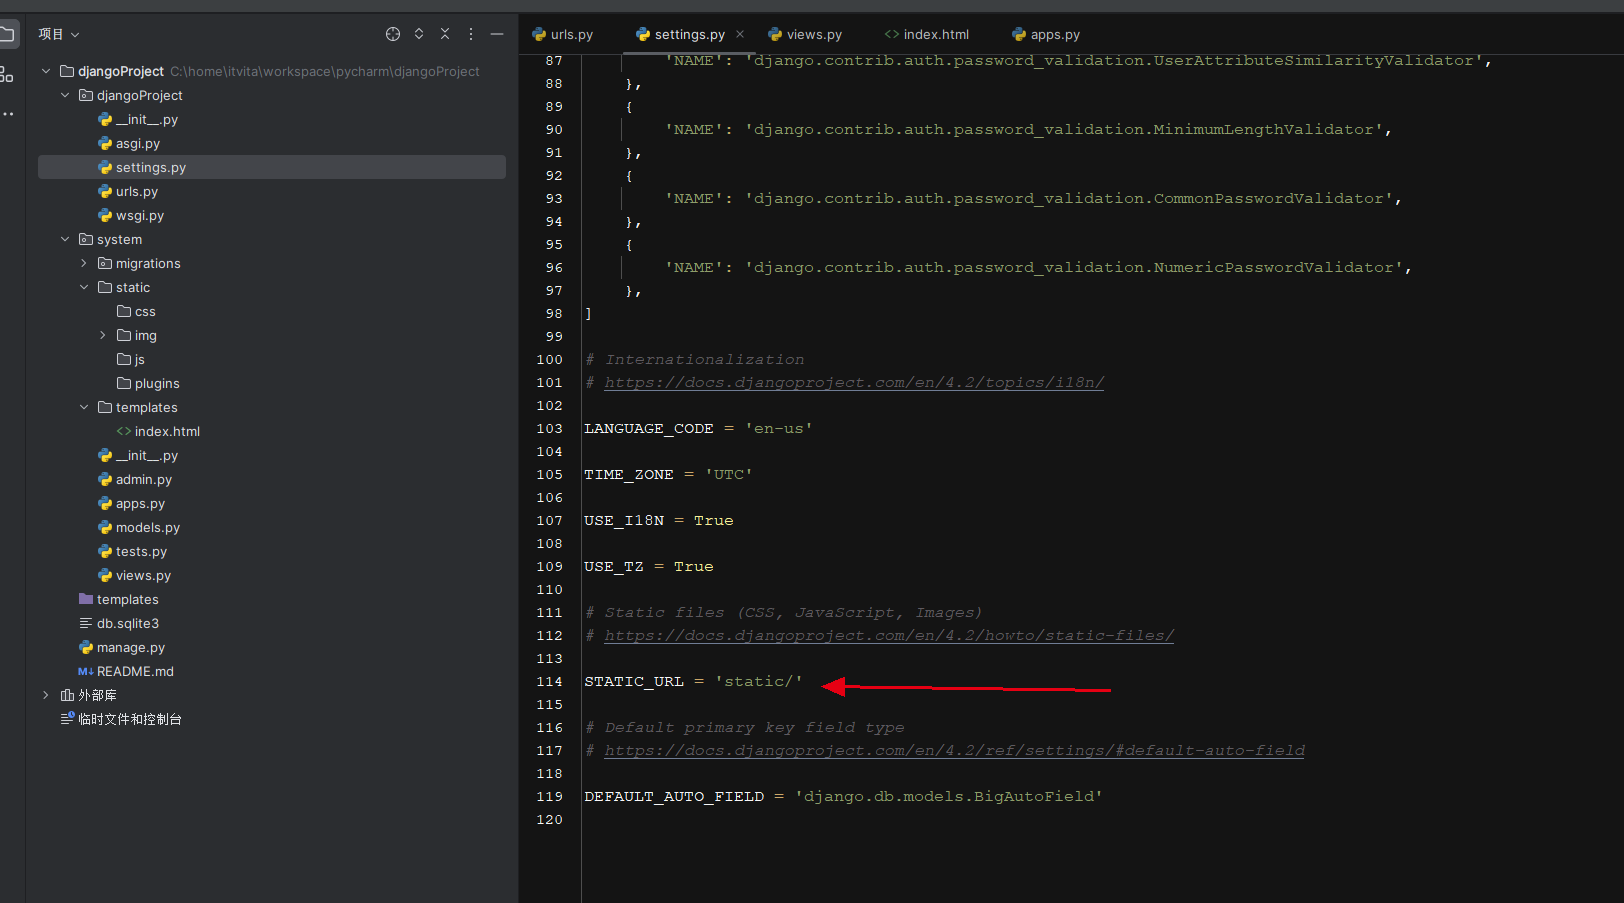 项目
djangoProject C:\home\itvita\workspace\pycharm\djangoProject
djangoProject
__init__.py
asgi.py
settings.py
urls.py
wsgi.py
system
migrations
static
css
img
js
plugins
templates
index.html
__init__.py
admin.py
apps.py
models.py
tests.py
views.py
templates
db.sqlite3
manage.py
M↓ README.md
外部库
临时文件和控制台
urls.py settings.py × views.py <> index.html apps.py
87 'NAME': 'django.contrib.auth.password_validation.UserAttributeSimilarityValidator',
88 },
89 {
90 'NAME': 'django.contrib.auth.password_validation.MinimumLengthValidator',
91 },
92 {
93 'NAME': 'django.contrib.auth.password_validation.CommonPasswordValidator',
94 },
95 {
96 'NAME': 'django.contrib.auth.password_validation.NumericPasswordValidator',
97 },
98 ]
99
100 # Internationalization
101 # https://docs.djangoproject.com/en/4.2/topics/i18n/
102
103 LANGUAGE_CODE = 'en-us'
104
105 TIME_ZONE = 'UTC'
106
107 USE_I18N = True
108
109 USE_TZ = True
110
111 # Static files (CSS, JavaScript, Images)
112 # https://docs.djangoproject.com/en/4.2/howto/static-files/
113
114 STATIC_URL = 'static/'
115
116 # Default primary key field type
117 # https://docs.djangoproject.com/en/4.2/ref/settings/#default-auto-field
118
119 DEFAULT_AUTO_FIELD = 'django.db.models.BigAutoField'
120